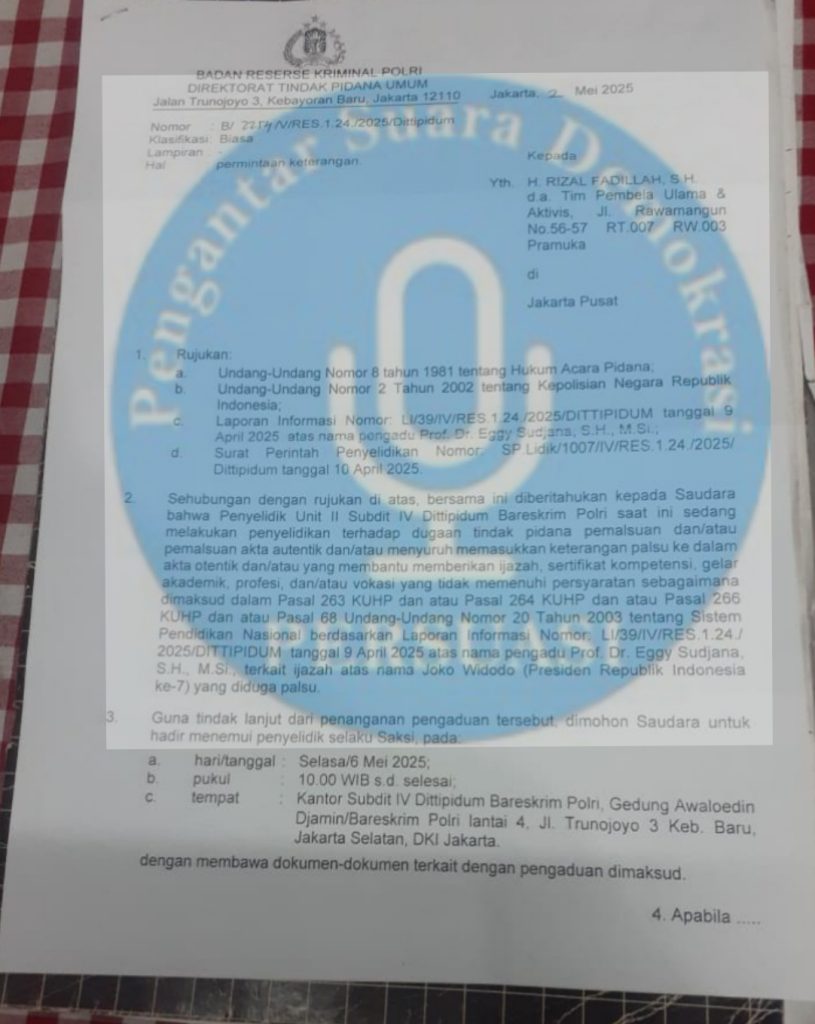 BADAN RESERSE KRIMINAL POLRI
DIREKTORAT TINDAK PIDANA UMUM
Jalan Trunojoyo 3, Kebayoran Baru, Jakarta 12110
Jakarta, 2 Mei 2025
Nomor : B/ /V/RES.1.24./2025/Dittipidum
Klasifikasi: Biasa
Lampiran : -
Hal : permintaan keterangan.
Kepada
Yth. H. RIZAL FADILLAH, S.H.
d.a. Tim Pembela Ulama &
Aktivis, Jl. Rawamangun
No.56-57 RT.007 RW.003
Pramuka
di
Jakarta Pusat
Pengantar Suara Demokrasi
1. Rujukan:
a. Undang-Undang Nomor 8 tahun 1981 tentang Hukum Acara Pidana;
b. Undang-Undang Nomor 2 Tahun 2002 tentang Kepolisian Negara Republik
Indonesia;
c. Laporan Informasi Nomor: LI/39/IV/RES.1.24./2025/DITTIPIDUM tanggal 9
April 2025 atas nama pengadu Prof. Dr. Eggy Sudjana, S.H., M.Si.;
d. Surat Perintah Penyelidikan Nomor: SP.Lidik/1007/IV/RES.1.24./2025/
Dittipidum tanggal 10 April 2025.
2. Sehubungan dengan rujukan di atas, bersama ini diberitahukan kepada Saudara
bahwa Penyelidik Unit II Subdit IV Dittipidum Bareskrim Polri saat ini sedang
melakukan penyelidikan terhadap dugaan tindak pidana pemalsuan dan/atau
pemalsuan akta autentik dan/atau menyuruh memasukkan keterangan palsu ke dalam
akta otentik dan/atau yang membantu memberikan ijazah, sertifikat kompetensi, gelar
akademik, profesi, dan/atau vokasi yang tidak memenuhi persyaratan sebagaimana
dimaksud dalam Pasal 263 KUHP dan atau Pasal 264 KUHP dan atau Pasal 266
KUHP dan atau Pasal 68 Undang-Undang Nomor 20 Tahun 2003 tentang Sistem
Pendidikan Nasional berdasarkan Laporan Informasi Nomor: LI/39/IV/RES.1.24./
2025/DITTIPIDUM tanggal 9 April 2025 atas nama pengadu Prof. Dr. Eggy Sudjana,
S.H., M.Si., terkait ijazah atas nama Joko Widodo (Presiden Republik Indonesia
ke-7) yang diduga palsu.
3. Guna tindak lanjut dari penanganan pengaduan tersebut, dimohon Saudara untuk
hadir menemui penyelidik selaku Saksi, pada:
a. hari/tanggal : Selasa/6 Mei 2025;
b. pukul : 10.00 WIB s.d. selesai;
c. tempat : Kantor Subdit IV Dittipidum Bareskrim Polri, Gedung Awaloedin
Djamin/Bareskrim Polri lantai 4, Jl. Trunojoyo 3 Keb. Baru,
Jakarta Selatan, DKI Jakarta.
dengan membawa dokumen-dokumen terkait dengan pengaduan dimaksud.
4. Apabila .....